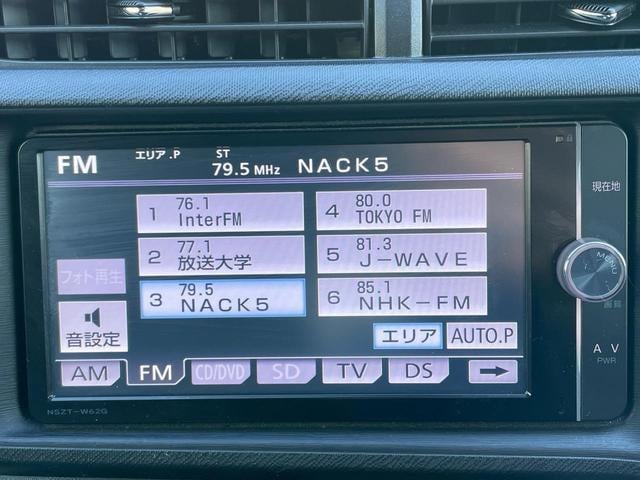 FM エリア.P ST 79.5 MHz NACK5
1 76.1 InterFM
2 77.1 放送大学
3 79.5 NACK5
4 80.0 TOKYO FM
5 81.3 J-WAVE
6 85.1 NHK-FM
フォト再生
音設定
エリア AUTO.P
AM FM CD/DVD SD TV DS
NSZT-W62G
現在地
MENU
画質
AV
PWR